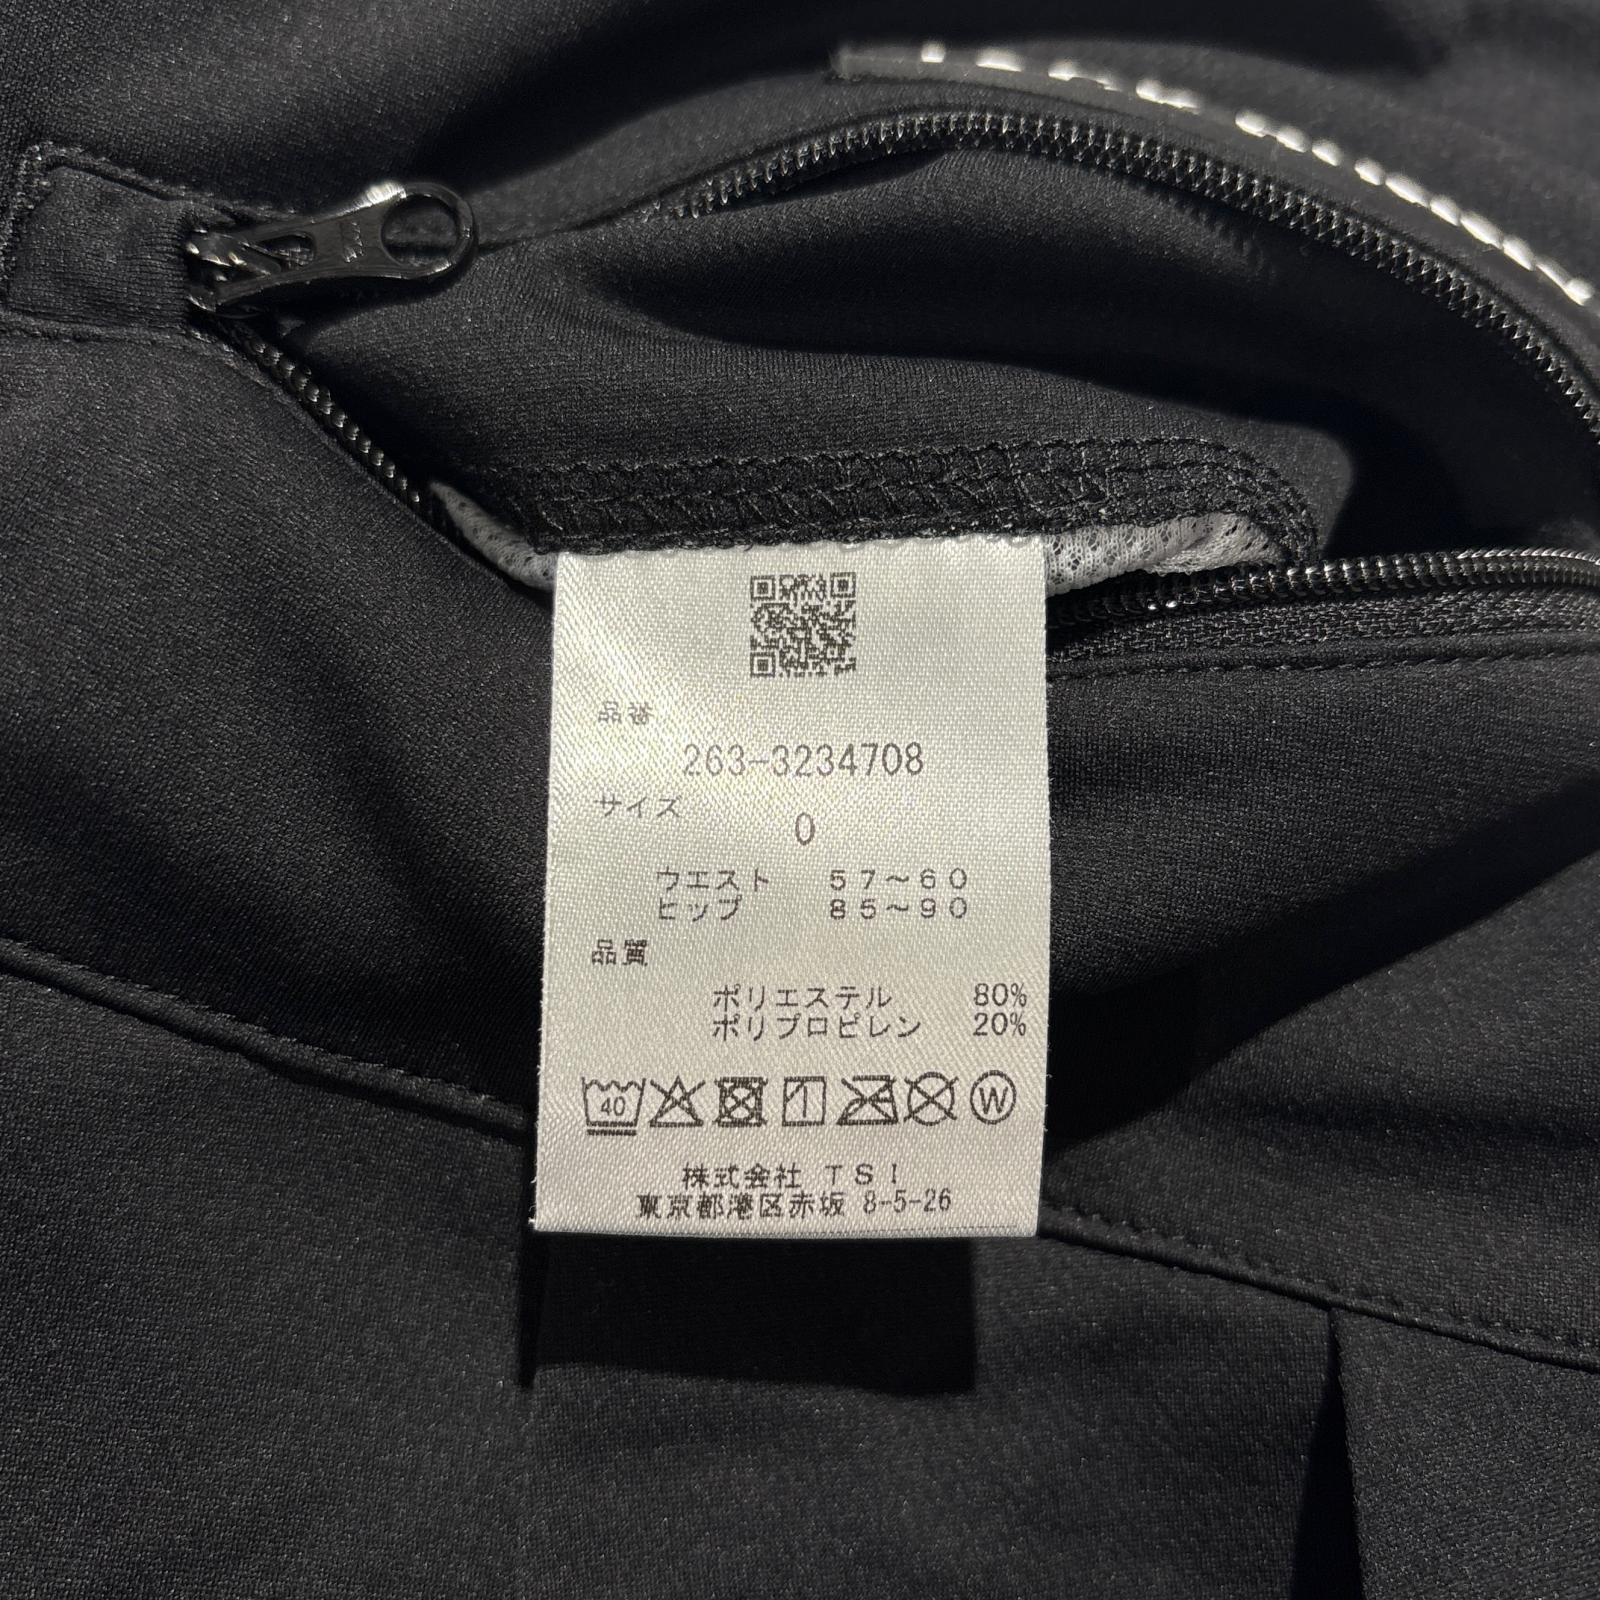 品番
263-3234708
サイズ
0
ウエスト 57~60
ヒップ 85~90
品質
ポリエステル 80%
ポリプロピレン 20%
40 W
株式会社 TSI
東京都港区赤坂 8-5-26